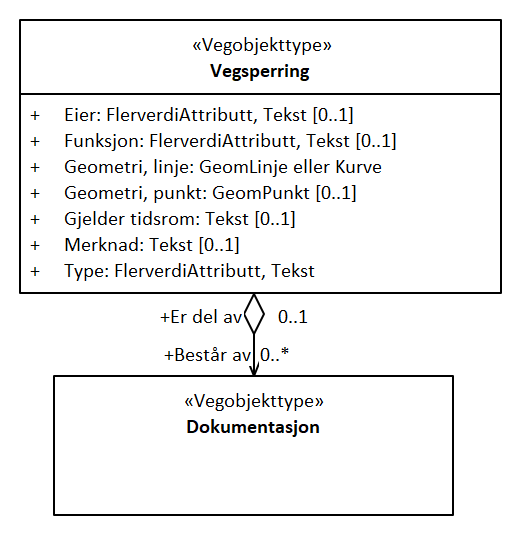 «Vegobjekttype»
Vegsperring
+ Eier: FlerverdiAttributt, Tekst [0..1]
+ Funksjon: FlerverdiAttributt, Tekst [0..1]
+ Geometri, linje: GeomLinje eller Kurve
+ Geometri, punkt: GeomPunkt [0..1]
+ Gjelder tidsrom: Tekst [0..1]
+ Merknad: Tekst [0..1]
+ Type: FlerverdiAttributt, Tekst
+Er del av 0..1
+Består av 0..*
«Vegobjekttype»
Dokumentasjon